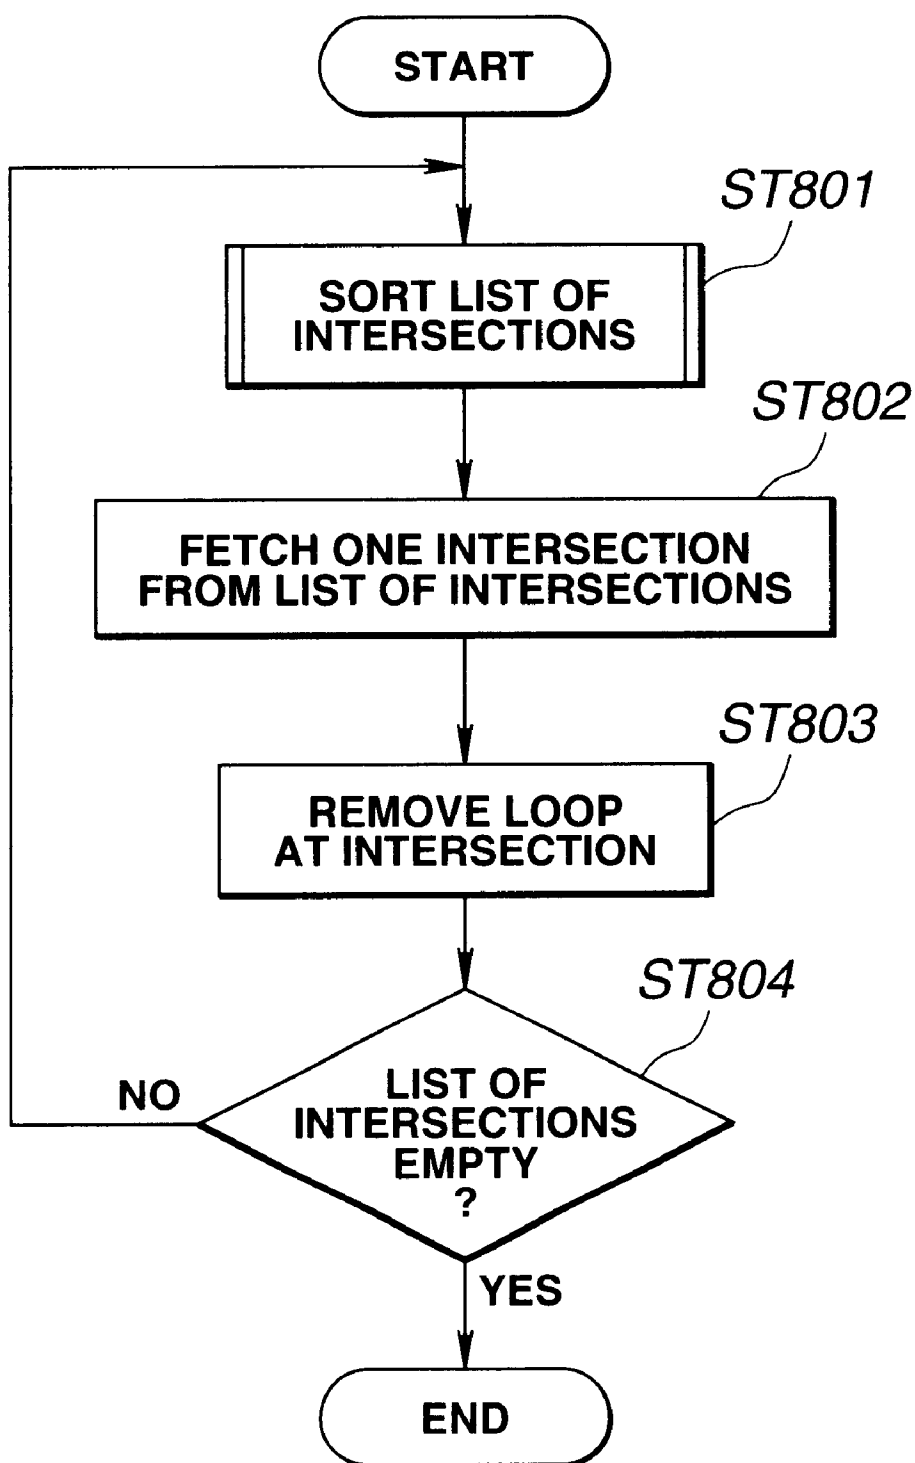 START
ST801
SORT LIST OF
INTERSECTIONS
ST802
FETCH ONE INTERSECTION
FROM LIST OF INTERSECTIONS
ST803
REMOVE LOOP
AT INTERSECTION
ST804
NO
LIST OF
INTERSECTIONS
EMPTY
?
YES
END